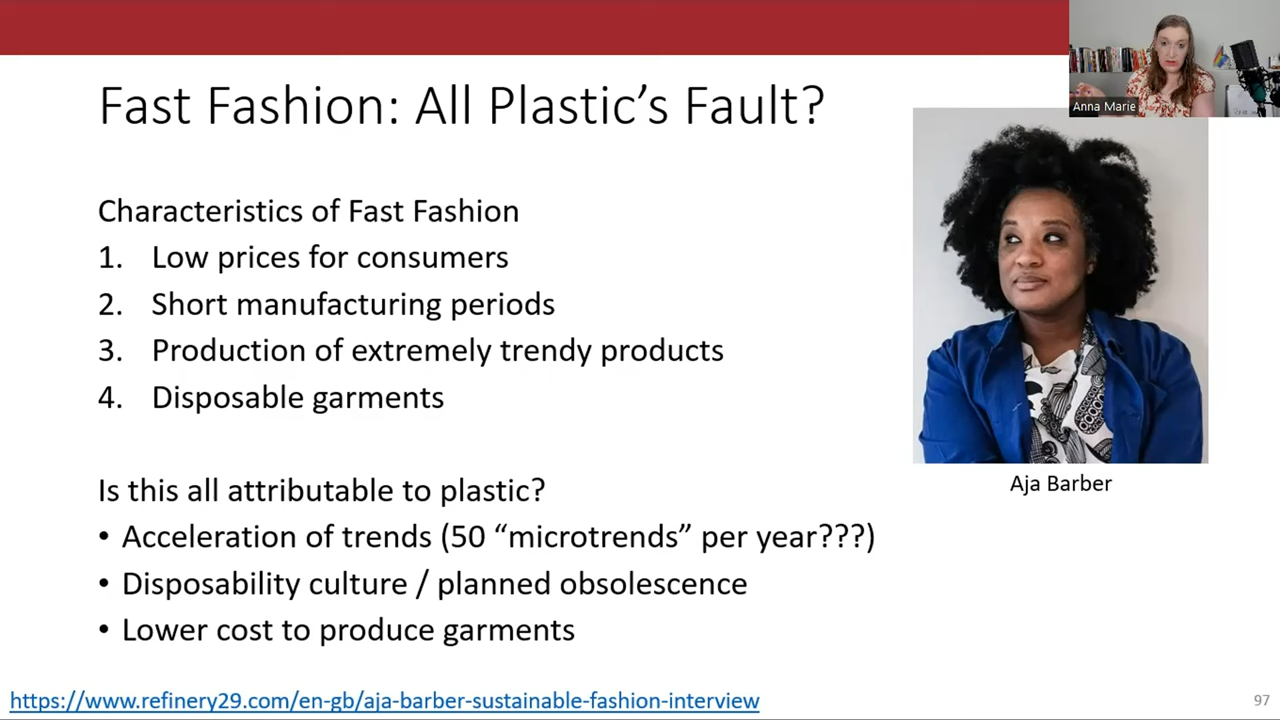 Anna Marie
Fast Fashion: All Plastic’s Fault?
Characteristics of Fast Fashion
1. Low prices for consumers
2. Short manufacturing periods
3. Production of extremely trendy products
4. Disposable garments
Aja Barber
Is this all attributable to plastic?
• Acceleration of trends (50 “microtrends” per year???)
• Disposability culture / planned obsolescence
• Lower cost to produce garments
https://www.refinery29.com/en-gb/aja-barber-sustainable-fashion-interview
97